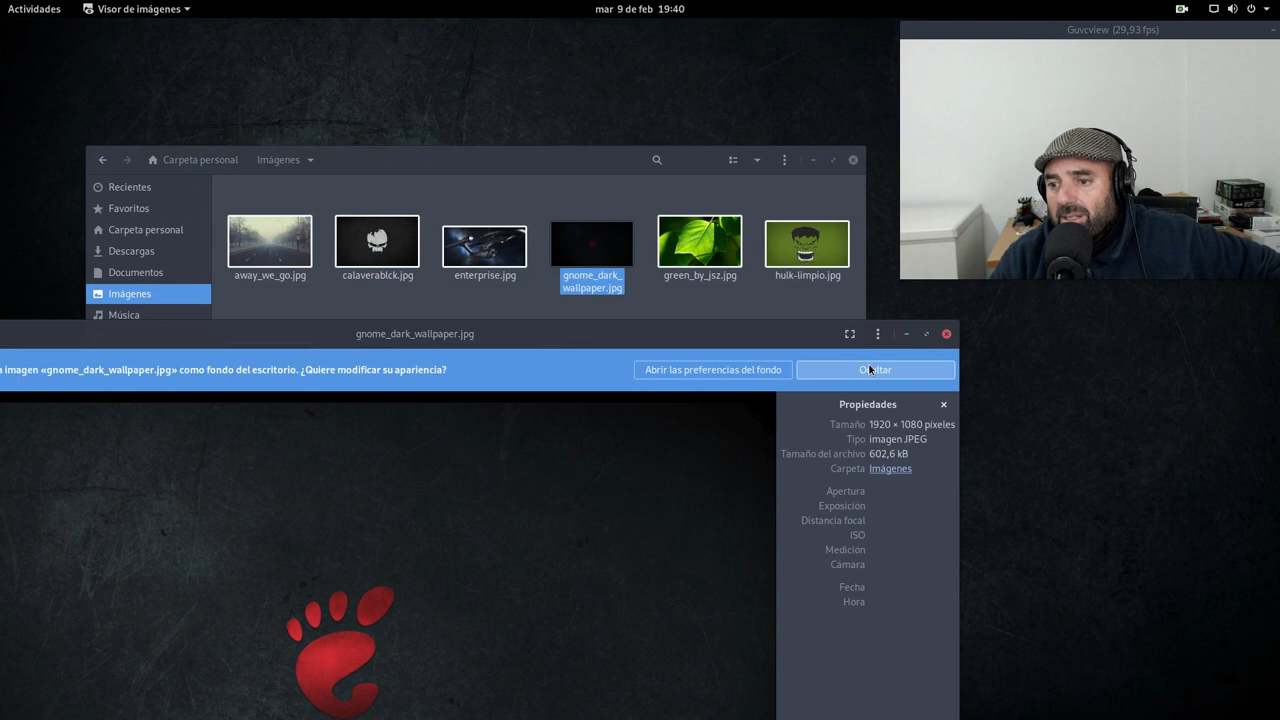 Actividades Visor de imágenes mar 9 de feb 19:40
Guvcview (29,93 fps)
Carpeta personal Imágenes
Recientes
Favoritos
Carpeta personal
Descargas
Documentos
Imágenes
Música
away_we_go.jpg calaverablck.jpg enterprise.jpg gnome_dark_ green_by_jsz.jpg hulk-limpio.jpg
wallpaper.jpg
gnome_dark_wallpaper.jpg
a imagen «gnome_dark_wallpaper.jpg» como fondo del escritorio. ¿Quiere modificar su apariencia? Abrir las preferencias del fondo Ocultar
Propiedades
Tamaño 1920 × 1080 píxeles
Tipo imagen JPEG
Tamaño del archivo 602,6 kB
Carpeta Imágenes
Apertura
Exposición
Distancia focal
ISO
Medición
Cámara
Fecha
Hora